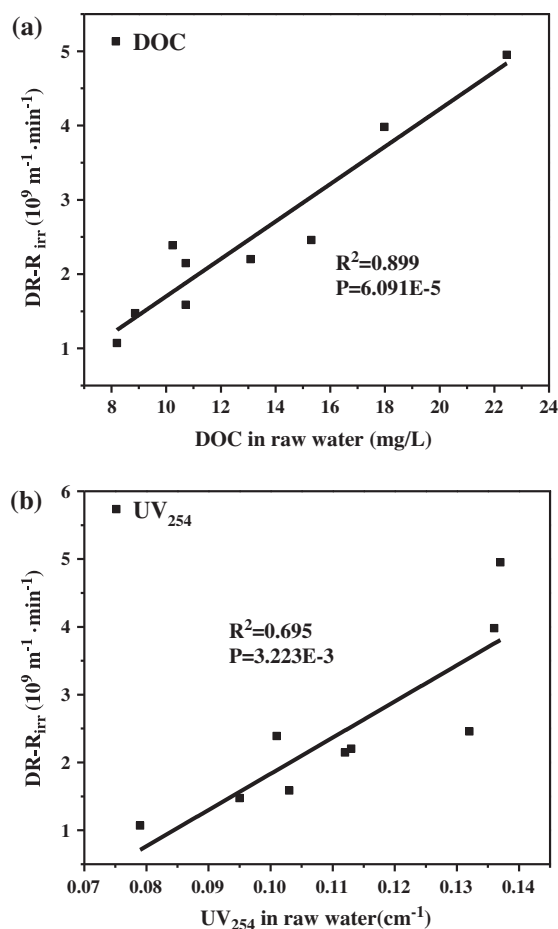 (a)
DOC
5
4
3
2
1
DR-R irr (10⁹ m⁻¹·min⁻¹)
R²=0.899
P=6.091E-5
8 10 12 14 16 18 20 22 24
DOC in raw water (mg/L)
(b)
UV₂₅₄
6
5
4
3
2
1
DR-Rᵢᵣᵣ (10⁹ m⁻¹·min⁻¹)
R²=0.695
P=3.223E-3
0.07 0.08 0.09 0.10 0.11 0.12 0.13 0.14
UV₂₅₄ in raw water(cm⁻¹)